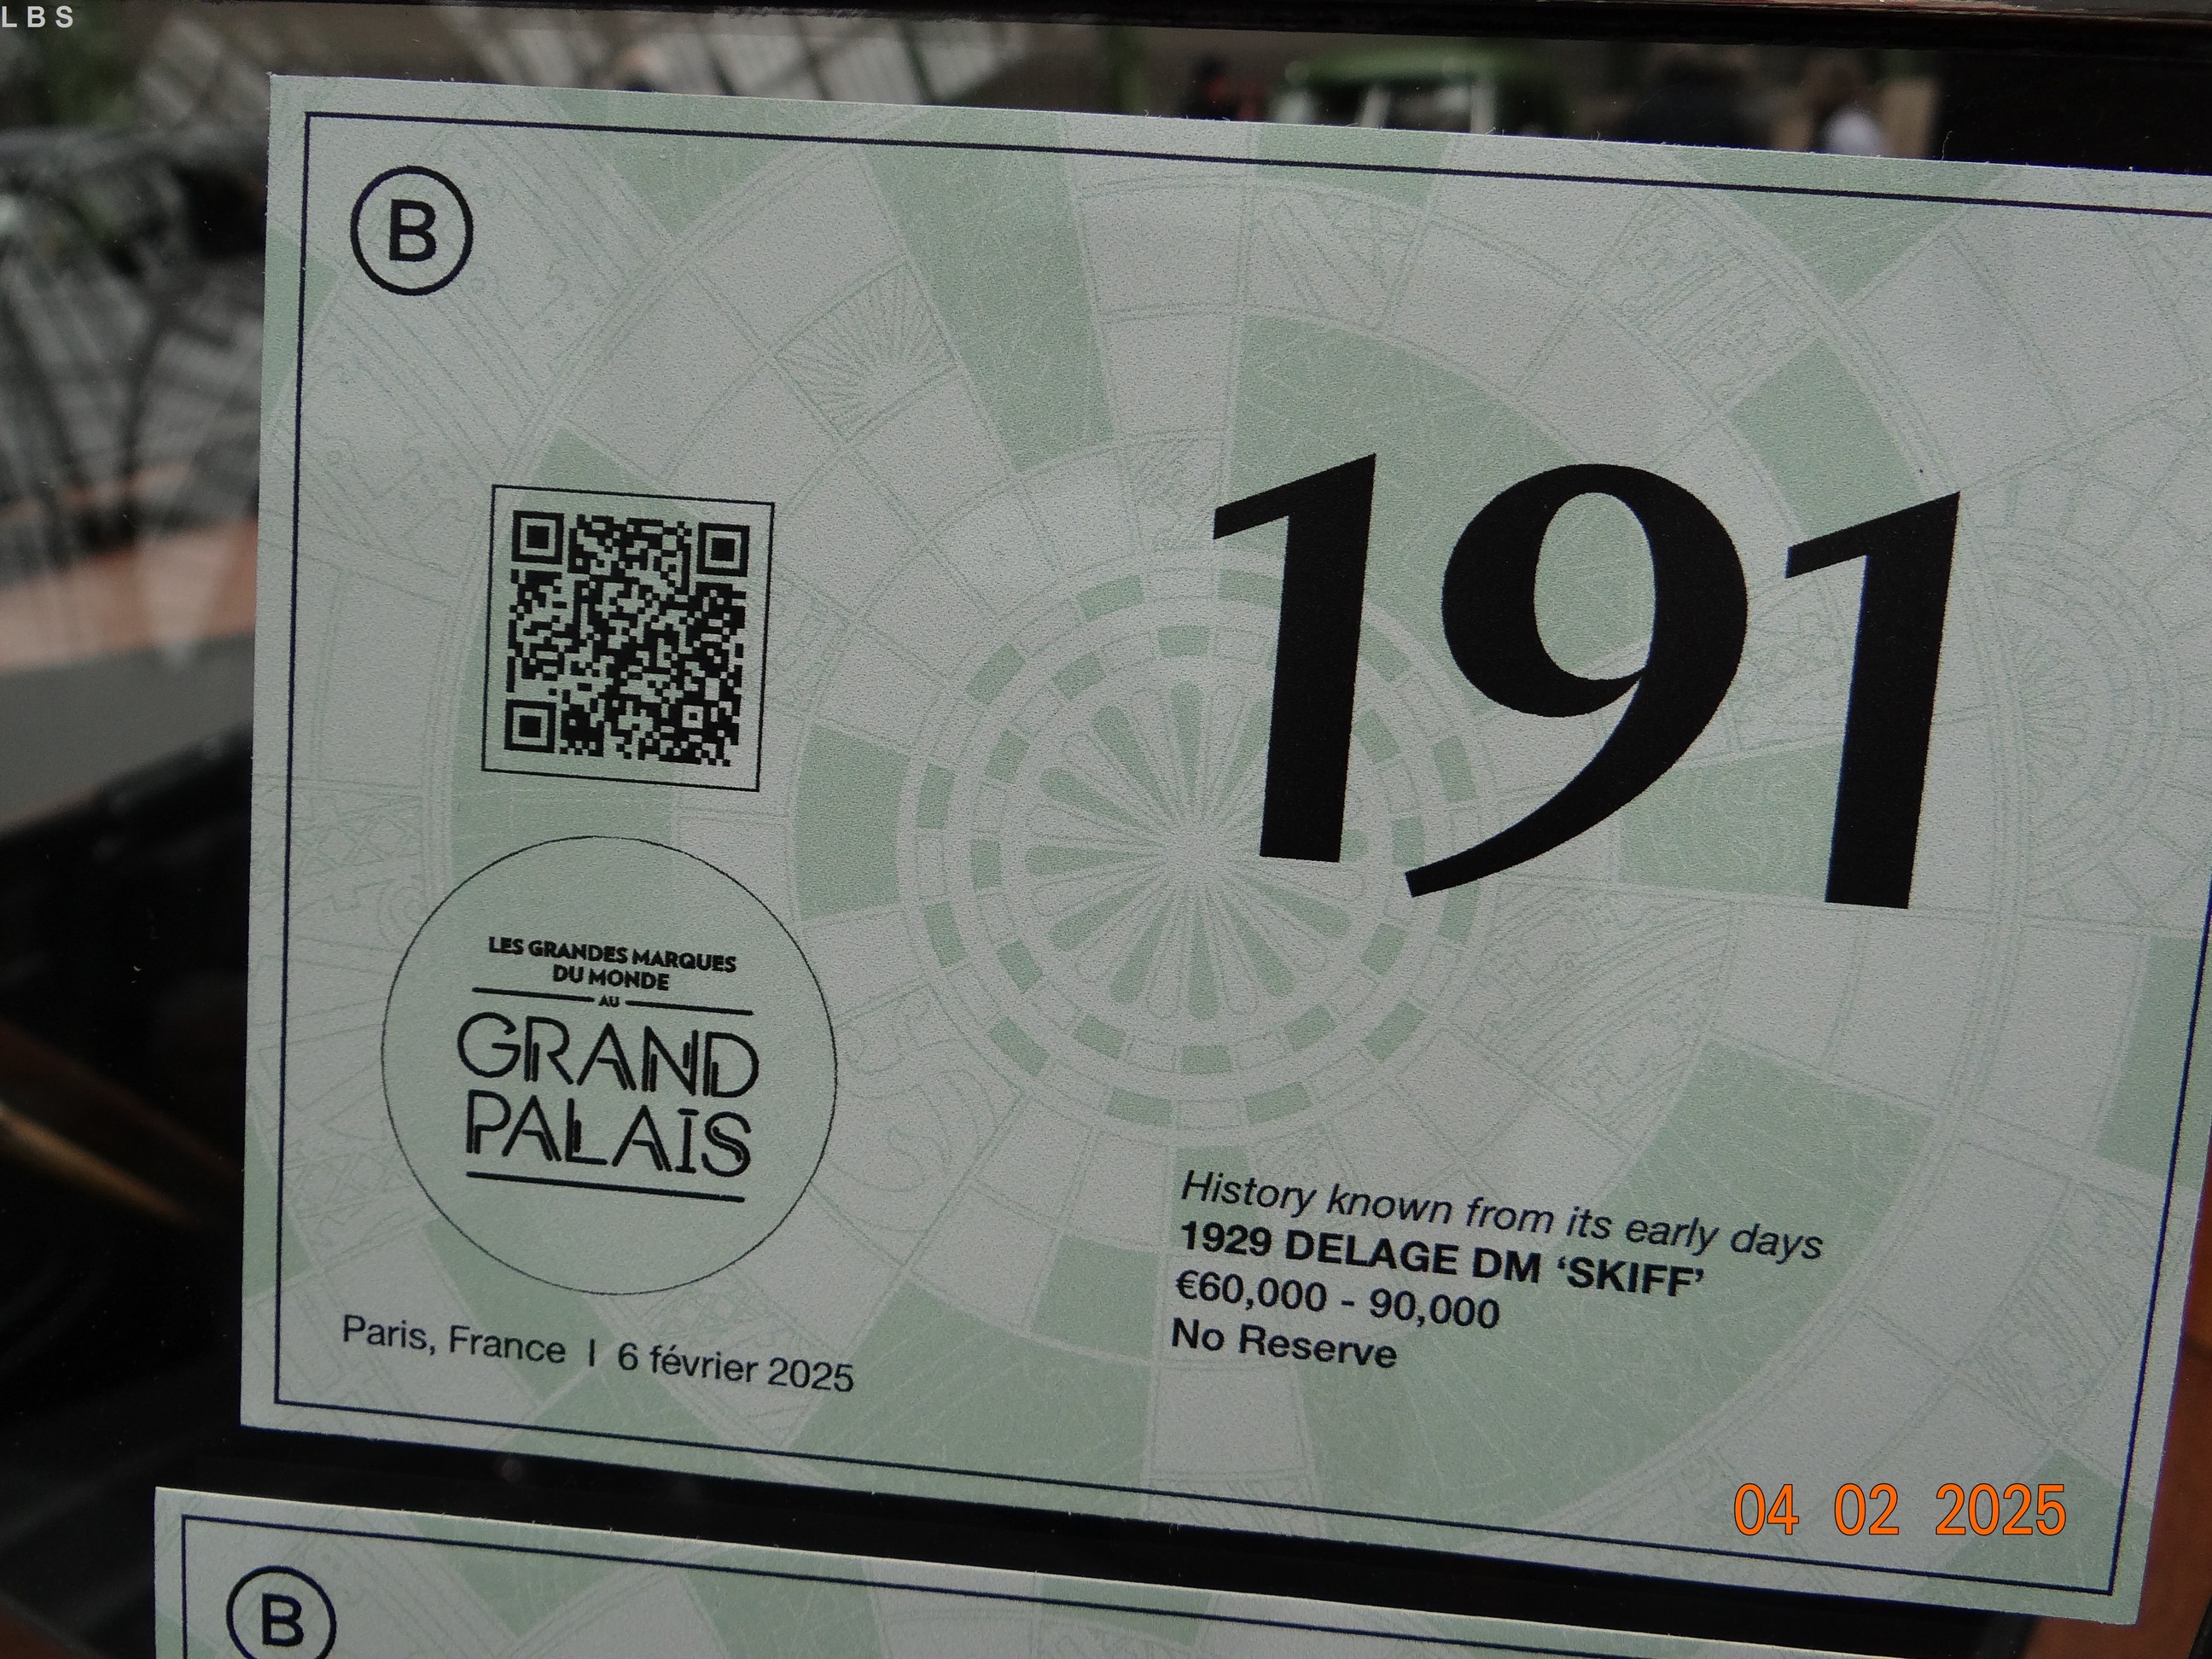 LBS
B
191
LES GRANDES MARQUES
DU MONDE
AU
GRAND
PALAIS
History known from its early days
1929 DELAGE DM ‘SKIFF’
€60,000 - 90,000
No Reserve
Paris, France | 6 février 2025
04 02 2025
B